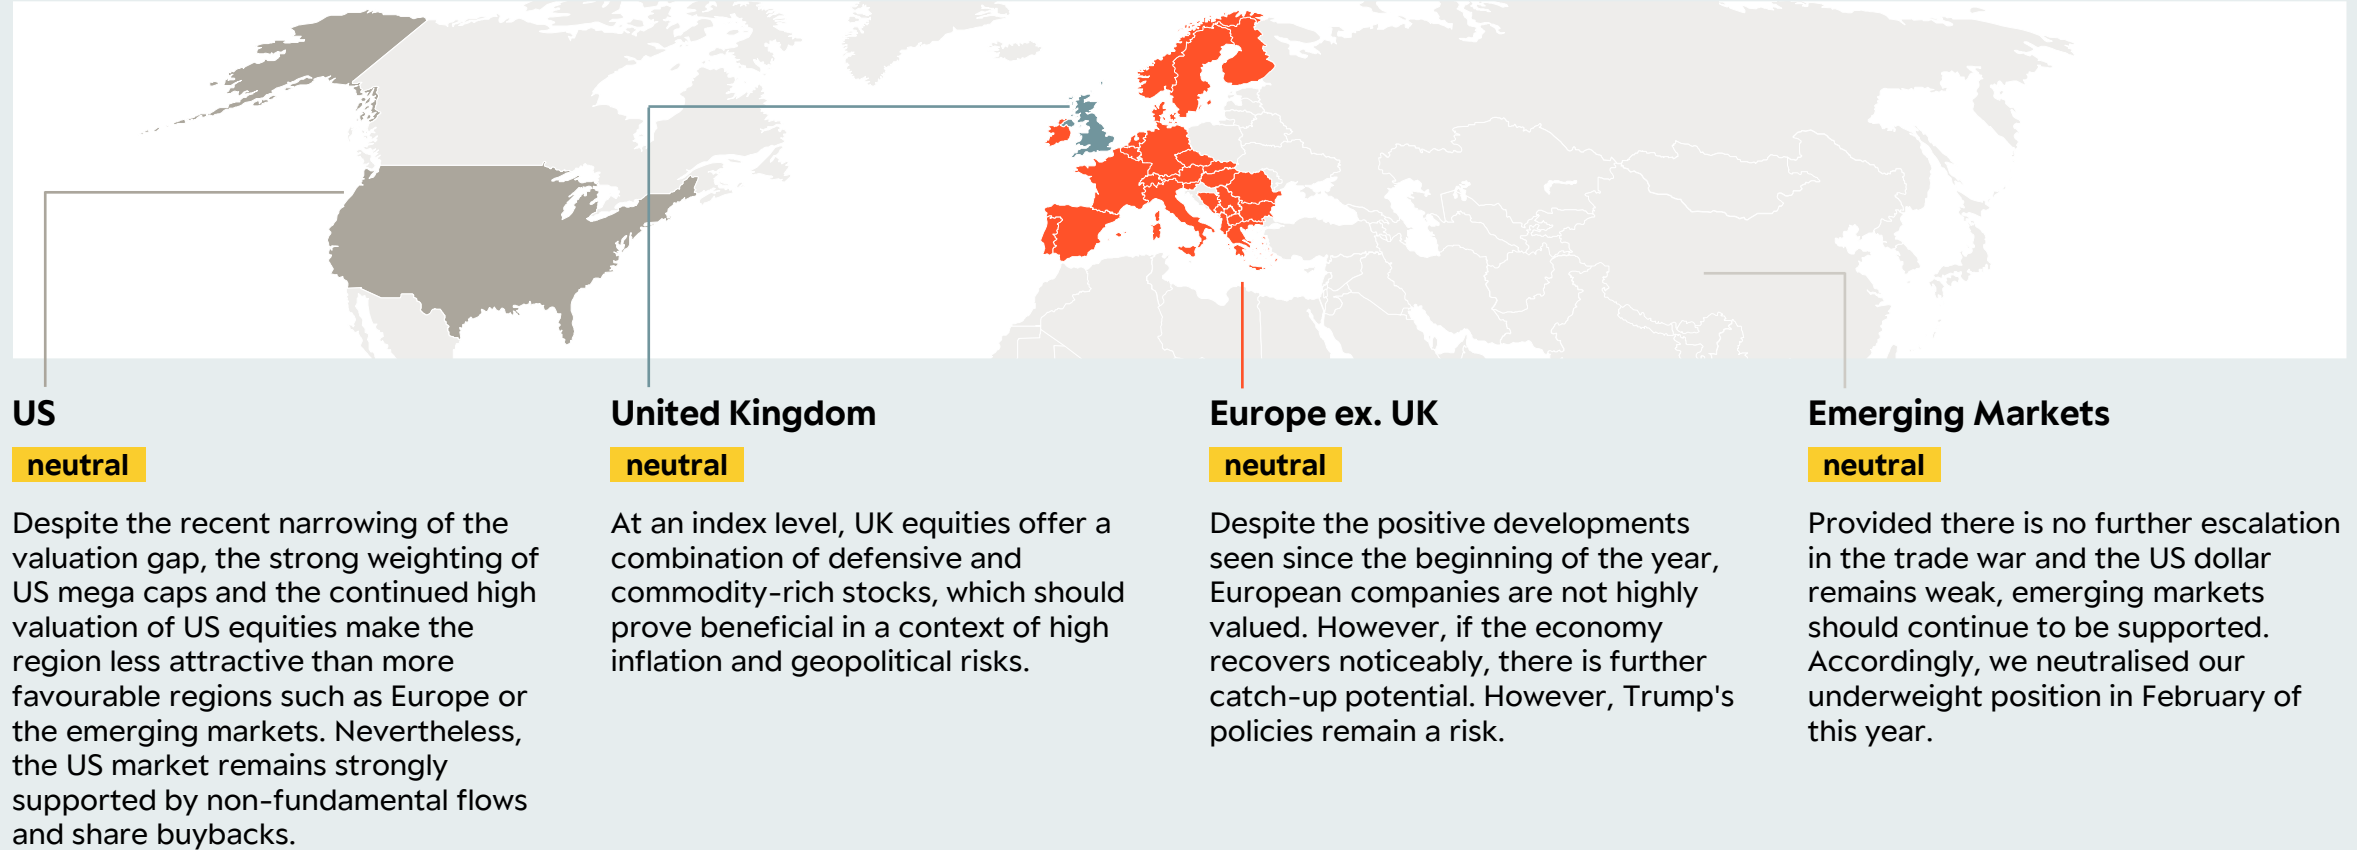 US
neutral
Despite the recent narrowing of the
valuation gap, the strong weighting of
US mega caps and the continued high
valuation of US equities make the
region less attractive than more
favourable regions such as Europe or
the emerging markets. Nevertheless,
the US market remains strongly
supported by non-fundamental flows
and share buybacks.
United Kingdom
neutral
At an index level, UK equities offer a
combination of defensive and
commodity-rich stocks, which should
prove beneficial in a context of high
inflation and geopolitical risks.
Europe ex. UK
neutral
Despite the positive developments
seen since the beginning of the year,
European companies are not highly
valued. However, if the economy
recovers noticeably, there is further
catch-up potential. However, Trump's
policies remain a risk.
Emerging Markets
neutral
Provided there is no further escalation
in the trade war and the US dollar
remains weak, emerging markets
should continue to be supported.
Accordingly, we neutralised our
underweight position in February of
this year.